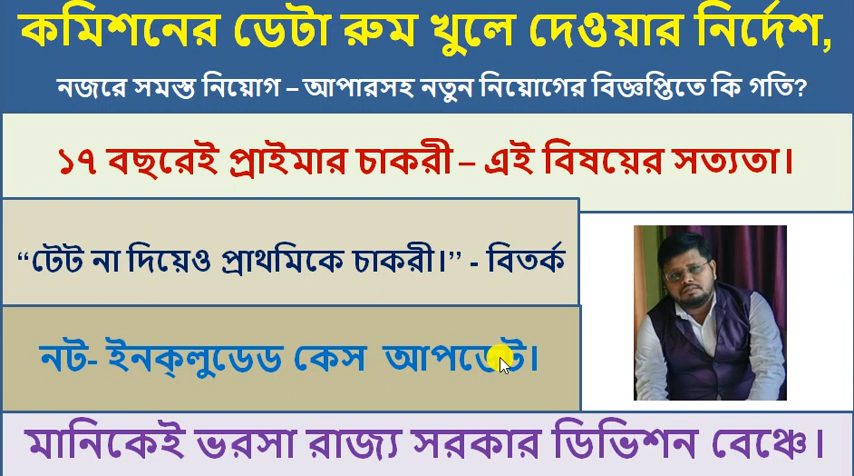 কমিশনের ডেটা রুম খুলে দেওয়ার নির্দেশ,
নজরে সমস্ত নিয়োগ – আপারসহ নতুন নিয়োগের বিজ্ঞপ্তিতে কি গতি?
১৭ বছরেই প্রাইমার চাকরী – এই বিষয়ের সত্যতা।
“টেট না দিয়েও প্রাথমিকে চাকরী।” - বিতর্ক
নট- ইনক্লুডেড কেস আপডেট।
মানিকেই ভরসা রাজ্য সরকার ডিভিশন বেঞ্চে।